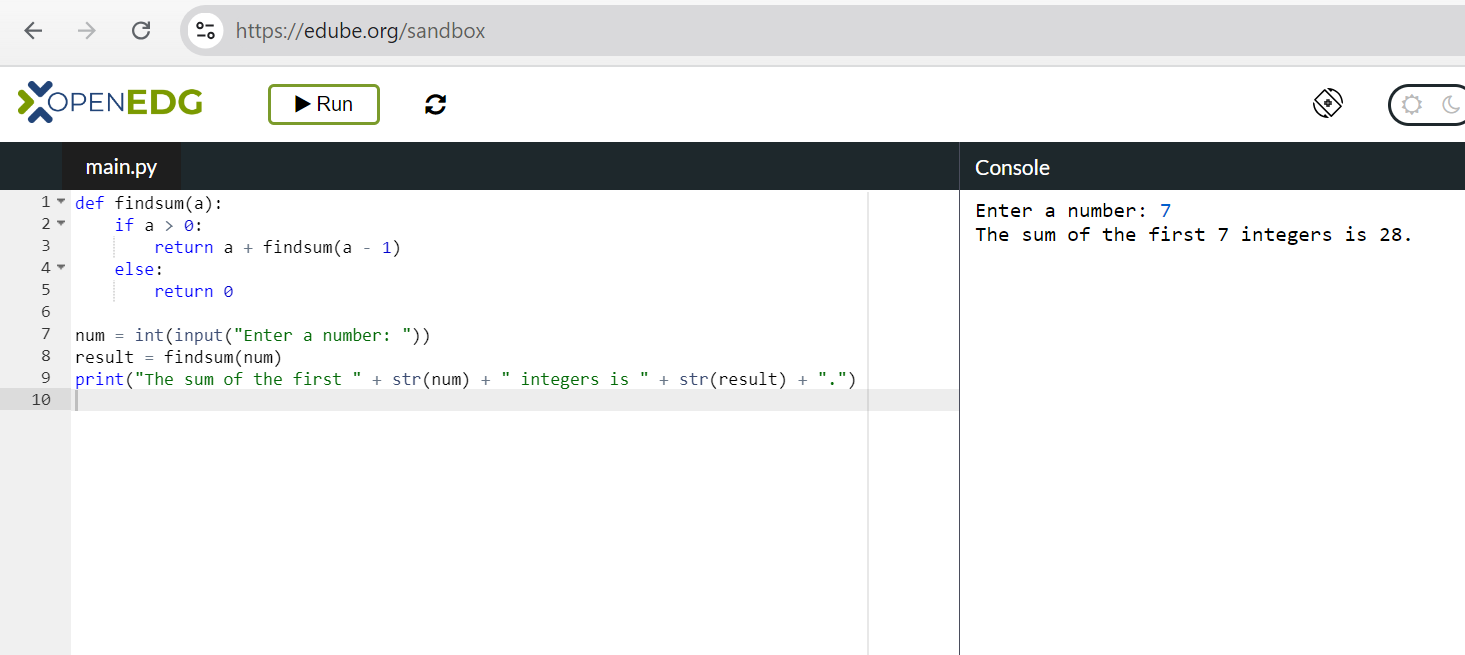 https://edube.org/sandbox
OPENEDG
Run
main.py
Console
1 def findsum(a):
2     if a > 0:
3         return a + findsum(a - 1)
4     else:
5         return 0
6
7 num = int(input("Enter a number: "))
8 result = findsum(num)
9 print("The sum of the first " + str(num) + " integers is " + str(result) + ".")
10
Enter a number: 7
The sum of the first 7 integers is 28.